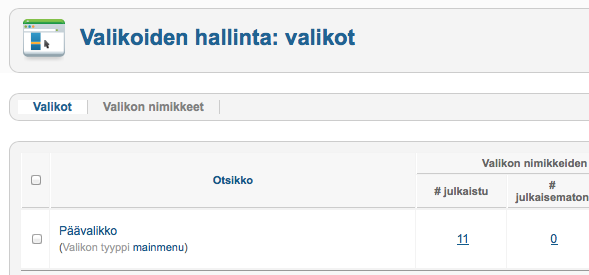 Valikoiden hallinta: valikot
Valikot
Valikon nimikkeet
Valikon nimikkeiden
Otsikko
# julkaistu
#
julkaisematon
Päävalikko
11
0
(Valikon tyyppi mainmenu)